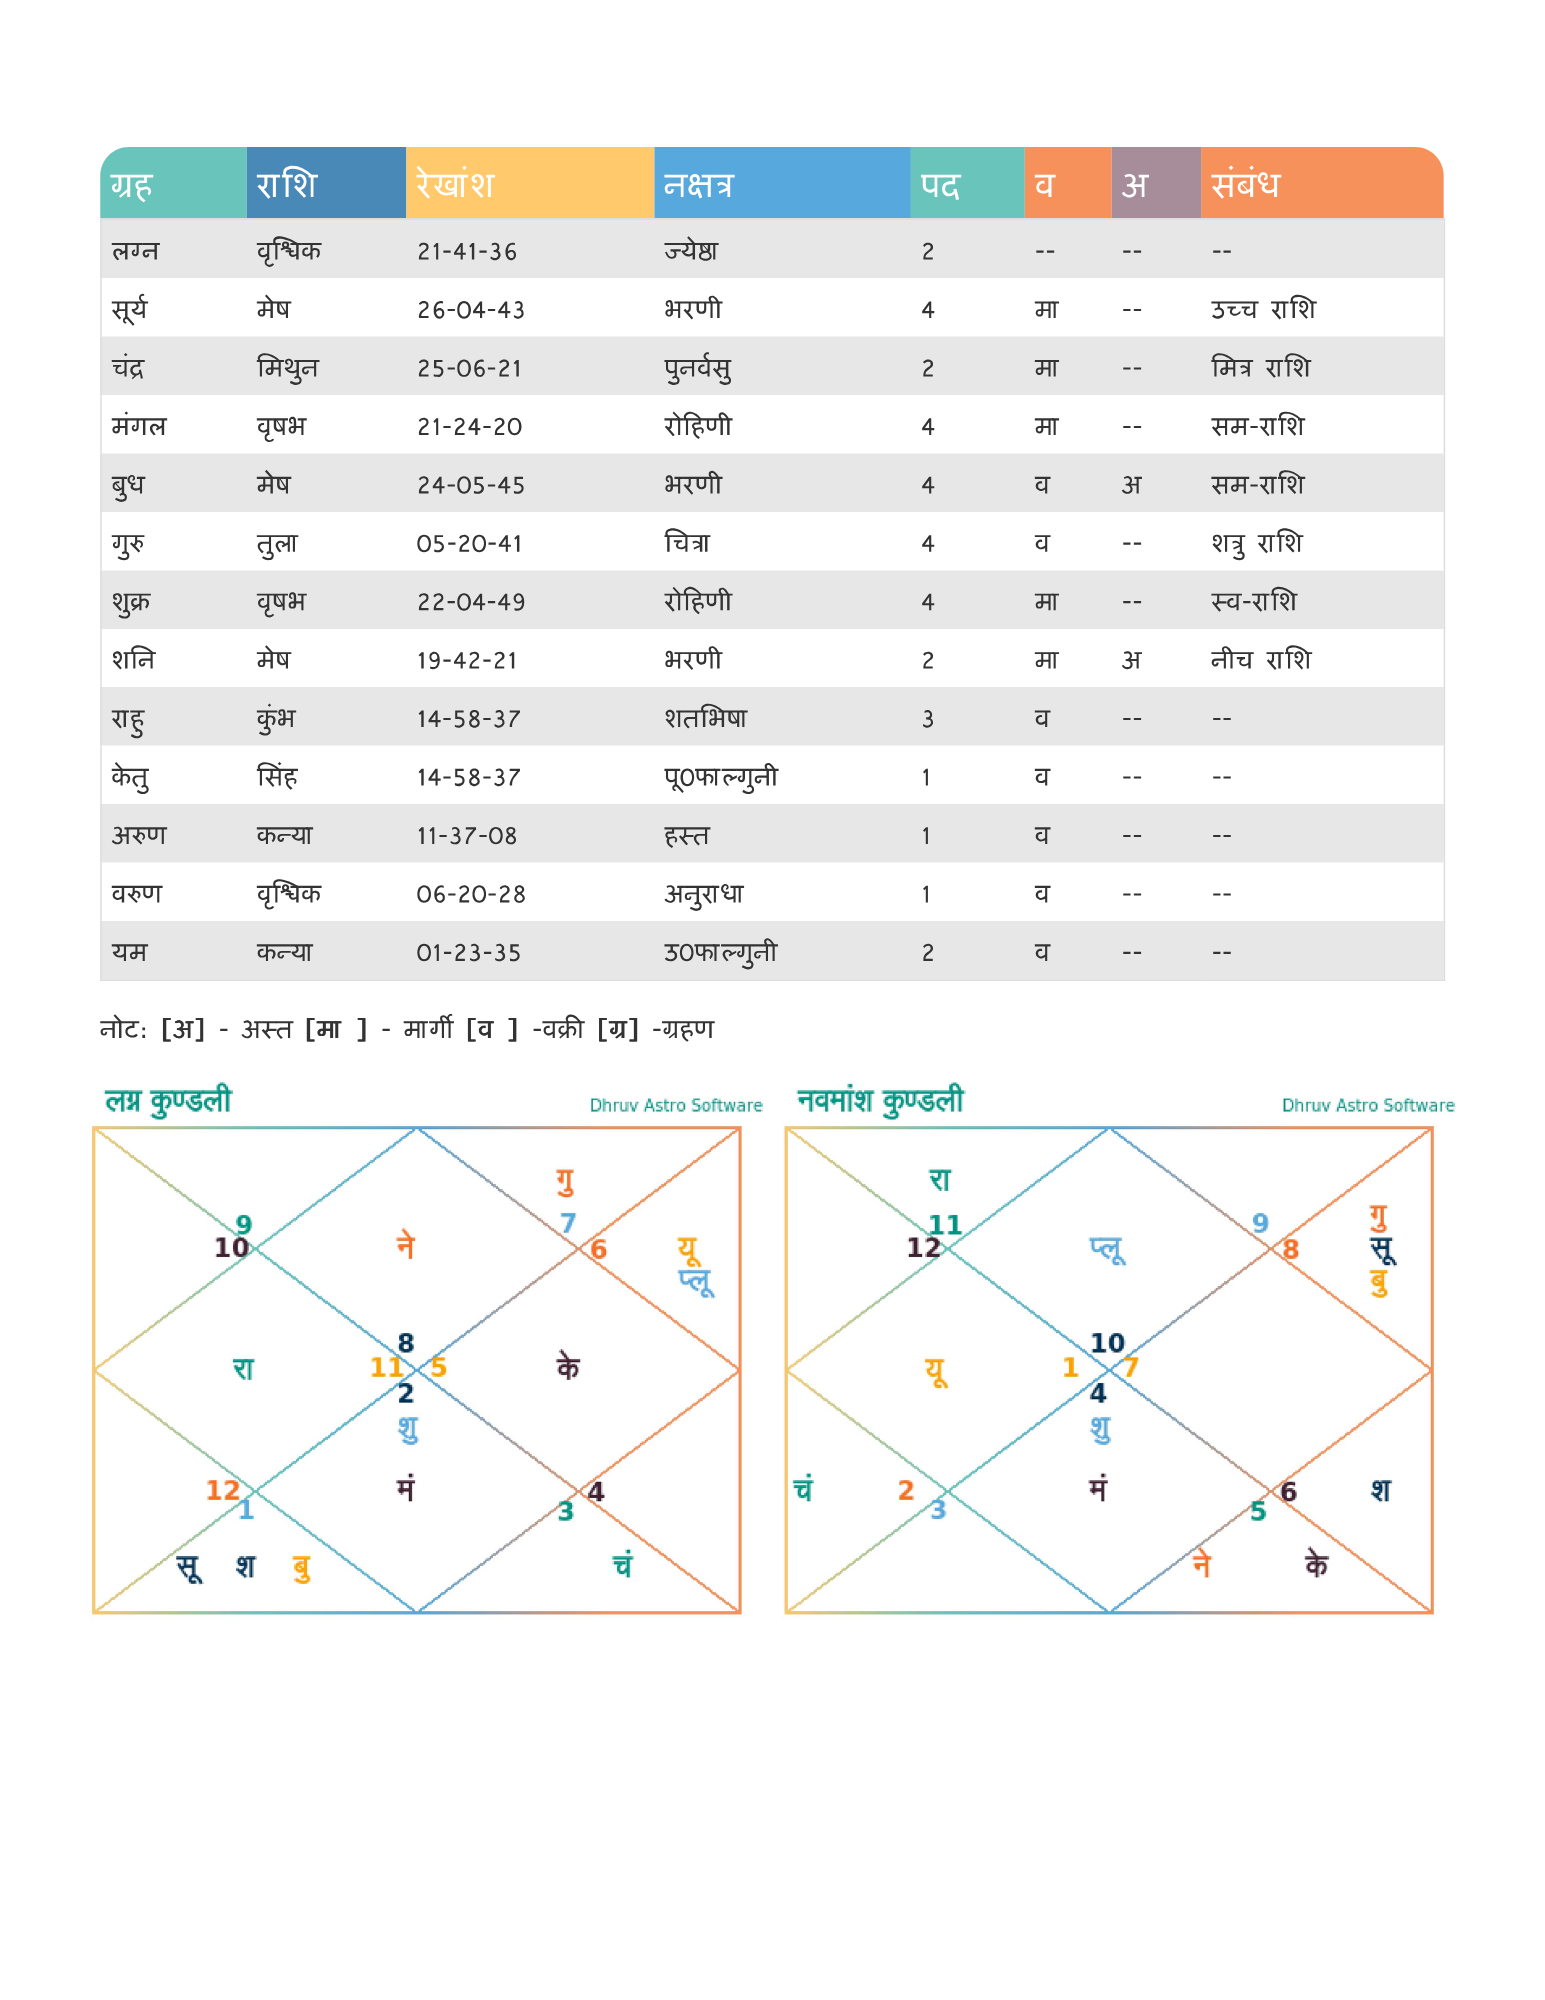 ग्रह राशि रेखांश नक्षत्र पद व अ संबंध
लग्न वृश्चिक 21-41-36 ज्येष्ठा 2 -- -- --
सूर्य मेष 26-04-43 भरणी 4 मा -- उच्च राशि
चंद्र मिथुन 25-06-21 पुनर्वसु 2 मा -- मित्र राशि
मंगल वृषभ 21-24-20 रोहिणी 4 मा -- सम-राशि
बुध मेष 24-05-45 भरणी 4 व अ सम-राशि
गुरु तुला 05-20-41 चित्रा 4 व -- शत्रु राशि
शुक्र वृषभ 22-04-49 रोहिणी 4 मा -- स्व-राशि
शनि मेष 19-42-21 भरणी 2 मा अ नीच राशि
राहु कुंभ 14-58-37 शतभिषा 3 व -- --
केतु सिंह 14-58-37 पू0फाल्गुनी 1 व -- --
अरुण कन्या 11-37-08 हस्त 1 व -- --
वरुण वृश्चिक 06-20-28 अनुराधा 1 व -- --
यम कन्या 01-23-35 उ0फाल्गुनी 2 व -- --
नोट: [अ] - अस्त [मा ] - मार्गी [व ] -वक्री [ग्र] -ग्रहण
लग्न कुण्डली Dhruv Astro Software
गु
9 7
10 ने 6 यू
प्लू
8
रा 11 5 के
2
शु
12 मं 4
1 3
सू श बु चं
नवमांश कुण्डली Dhruv Astro Software
रा
11 9 गु
12 प्लू 8 सू
बु
10
यू 1 7
4
शु
चं 2 मं 6 श
3 5
ने के